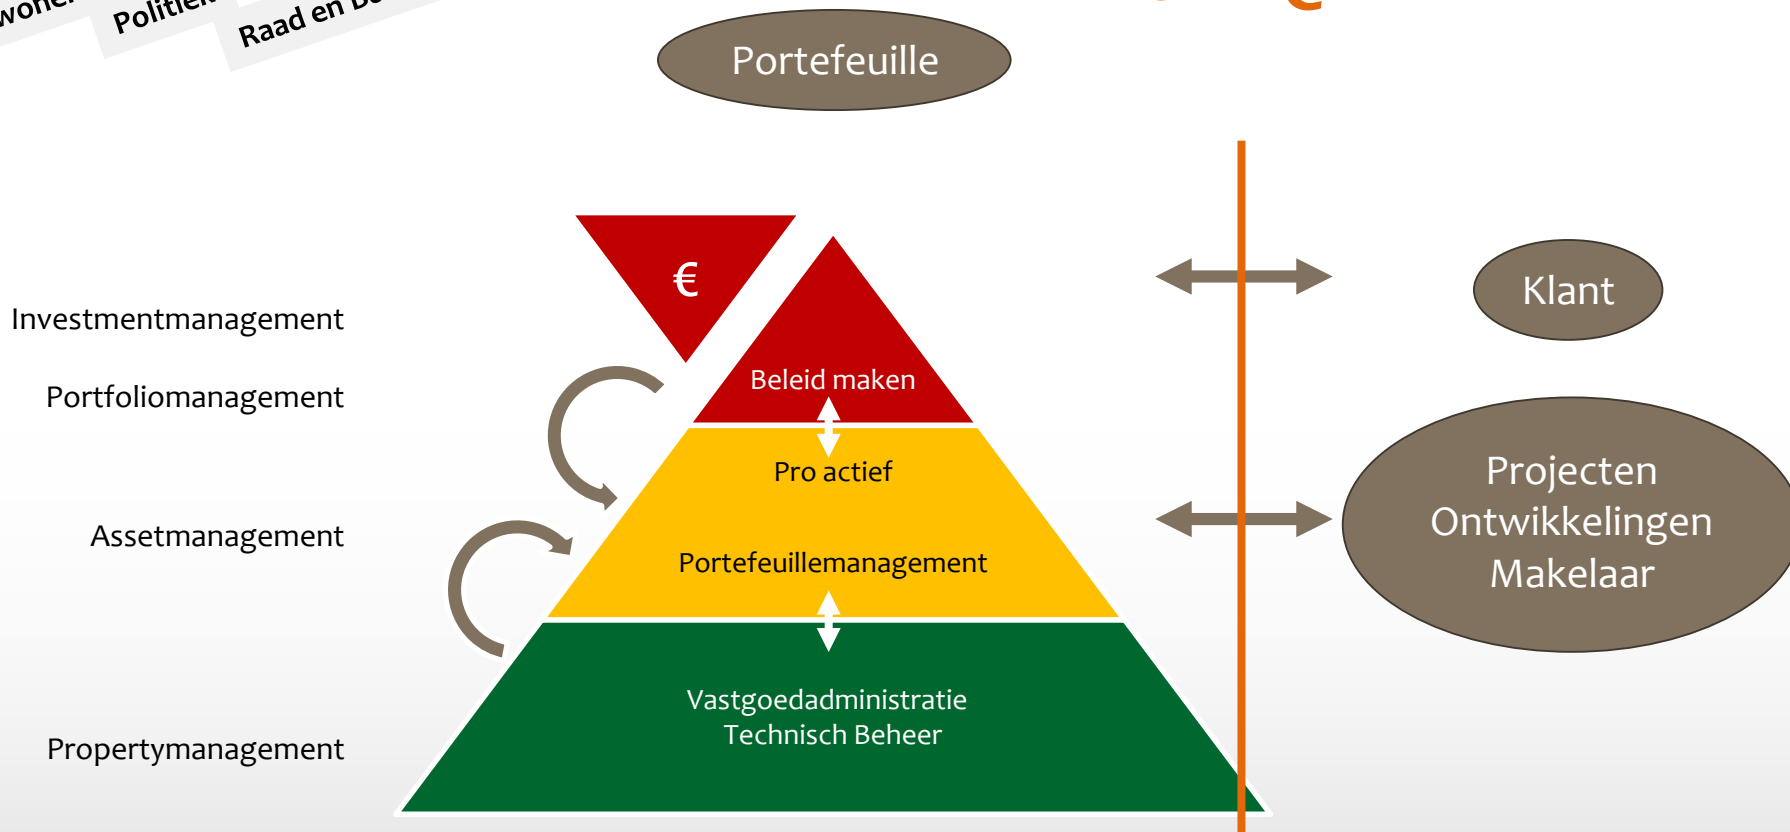 Politiek
Raad en
Portefeuille
€
Investmentmanagement
Portfoliomanagement
Assetmanagement
Propertymanagement
Beleid maken
Pro actief
Portefeuillemanagement
Vastgoedadministratie
Technisch Beheer
Klant
Projecten
Ontwikkelingen
Makelaar